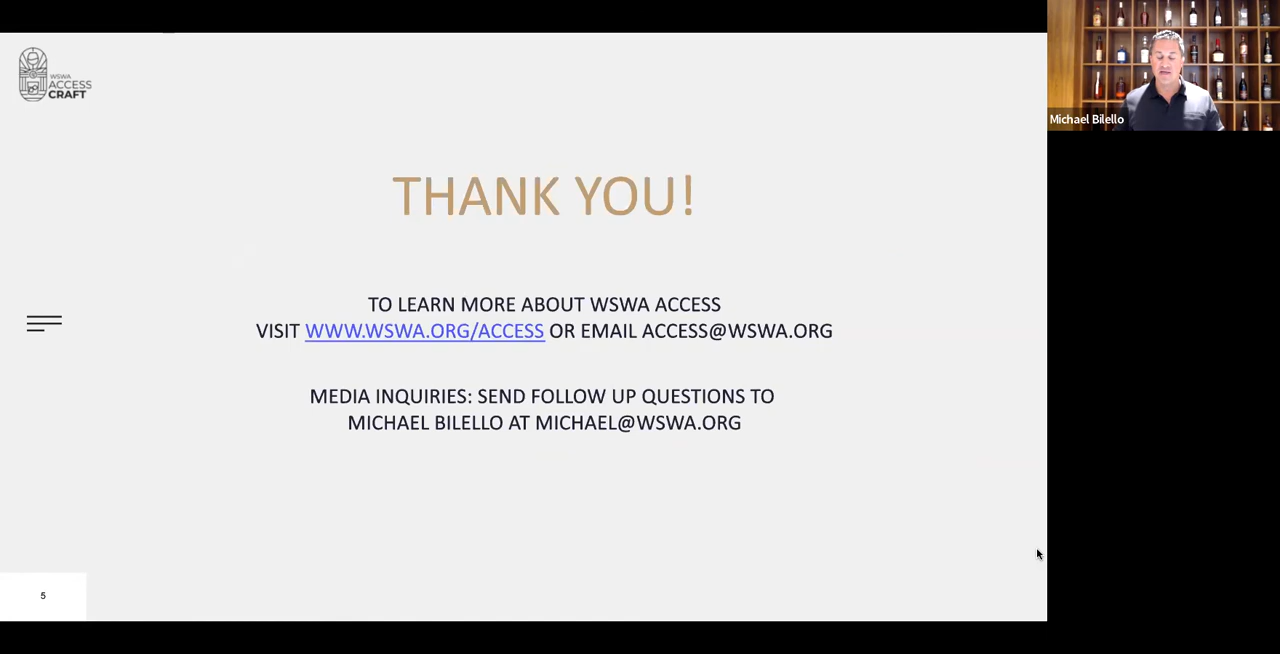 WSWA
ACCESS
CRAFT
Michael Bilello
THANK YOU!
TO LEARN MORE ABOUT WSWA ACCESS
VISIT WWW.WSWA.ORG/ACCESS OR EMAIL ACCESS@WSWA.ORG
MEDIA INQUIRIES: SEND FOLLOW UP QUESTIONS TO
MICHAEL BILELLO AT MICHAEL@WSWA.ORG
5